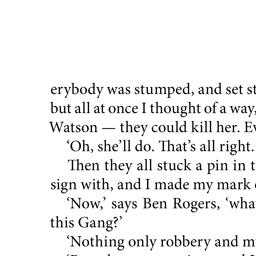 erybody was stumped, and set st
but all at once I thought of a way,
Watson — they could kill her. Ev
‘Oh, she’ll do. That’s all right.
Then they all stuck a pin in t
sign with, and I made my mark
‘Now,’ says Ben Rogers, ‘wha
this Gang?’
‘Nothing only robbery and m